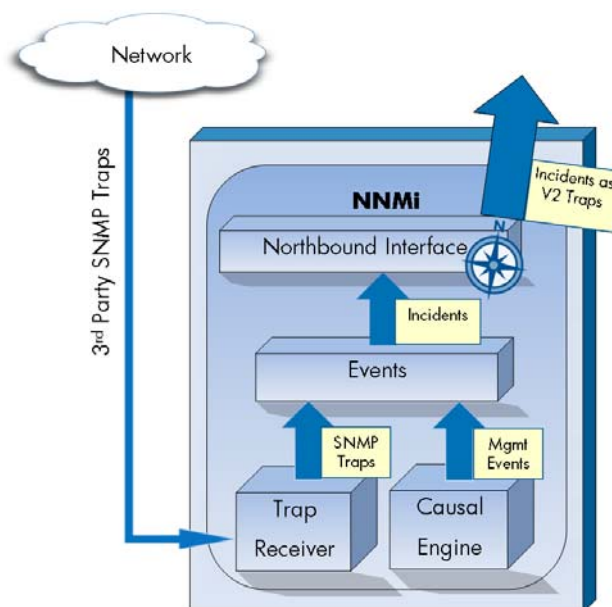 Network
3rd Party SNMP Traps
Incidents as
V2 Traps
NNMi
N
Northbound Interface
Incidents
Events
SNMP
Traps
Mgmt
Events
Trap
Receiver
Causal
Engine